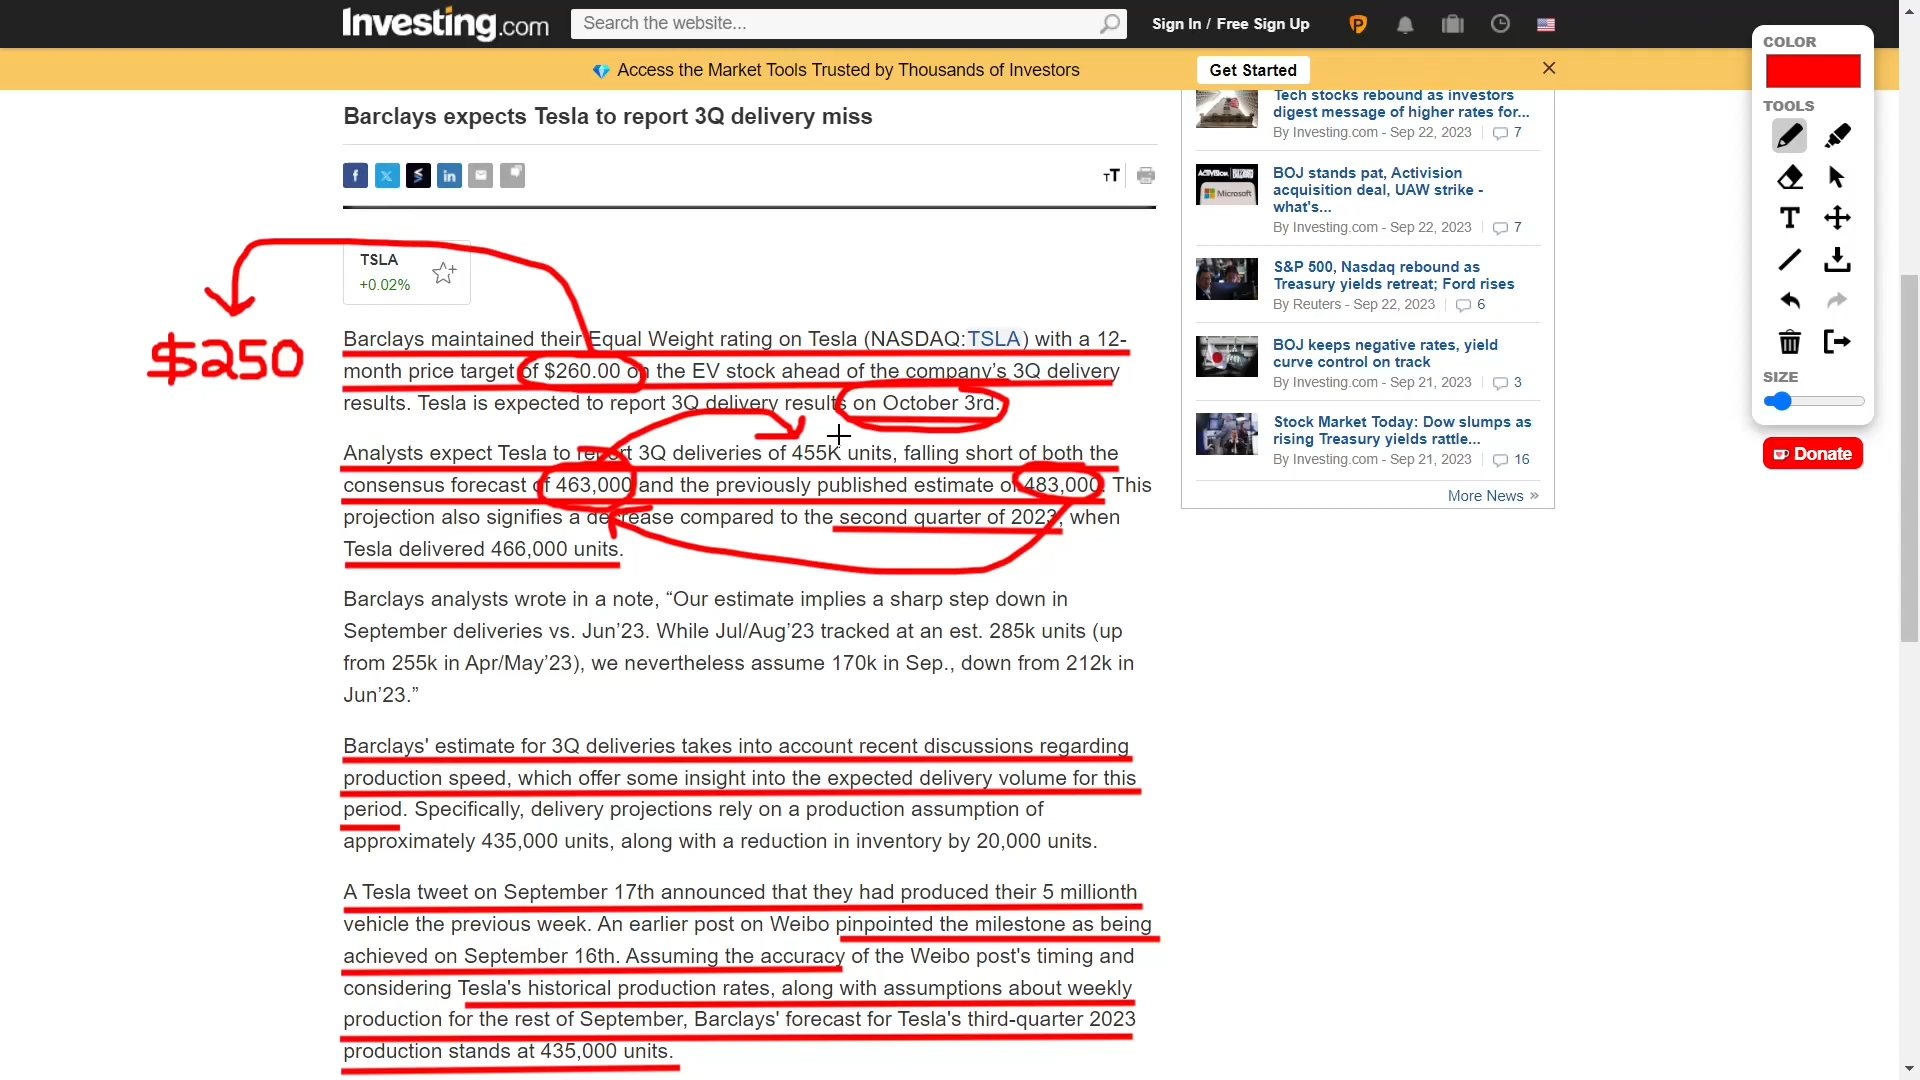 Investing.com
Search the website...
Sign In / Free Sign Up
Access the Market Tools Trusted by Thousands of Investors
Get Started
Barclays expects Tesla to report 3Q delivery miss
TSLA
+0.02%
$250
Barclays maintained their Equal Weight rating on Tesla (NASDAQ:TSLA) with a 12-
month price target of $260.00 on the EV stock ahead of the company’s 3Q delivery
results. Tesla is expected to report 3Q delivery results on October 3rd.
Analysts expect Tesla to report 3Q deliveries of 455K units, falling short of both the
consensus forecast of 463,000 and the previously published estimate of 483,000. This
projection also signifies a decrease compared to the second quarter of 2023, when
Tesla delivered 466,000 units.
Barclays analysts wrote in a note, “Our estimate implies a sharp step down in
September deliveries vs. Jun’23. While Jul/Aug’23 tracked at an est. 285k units (up
from 255k in Apr/May’23), we nevertheless assume 170k in Sep., down from 212k in
Jun’23.”
Barclays' estimate for 3Q deliveries takes into account recent discussions regarding
production speed, which offer some insight into the expected delivery volume for this
period. Specifically, delivery projections rely on a production assumption of
approximately 435,000 units, along with a reduction in inventory by 20,000 units.
A Tesla tweet on September 17th announced that they had produced their 5 millionth
vehicle the previous week. An earlier post on Weibo pinpointed the milestone as being
achieved on September 16th. Assuming the accuracy of the Weibo post's timing and
considering Tesla's historical production rates, along with assumptions about weekly
production for the rest of September, Barclays' forecast for Tesla's third-quarter 2023
production stands at 435,000 units.
Tech stocks rebound as investors
digest message of higher rates for...
By Investing.com - Sep 22, 2023 7
BOJ stands pat, Activision
acquisition deal, UAW strike -
what's...
By Investing.com - Sep 22, 2023 7
S&P 500, Nasdaq rebound as
Treasury yields retreat; Ford rises
By Reuters - Sep 22, 2023 6
BOJ keeps negative rates, yield
curve control on track
By Investing.com - Sep 21, 2023 3
Stock Market Today: Dow slumps as
rising Treasury yields rattle...
By Investing.com - Sep 21, 2023 16
More News »
Microsoft
COLOR
TOOLS
T
SIZE
Donate